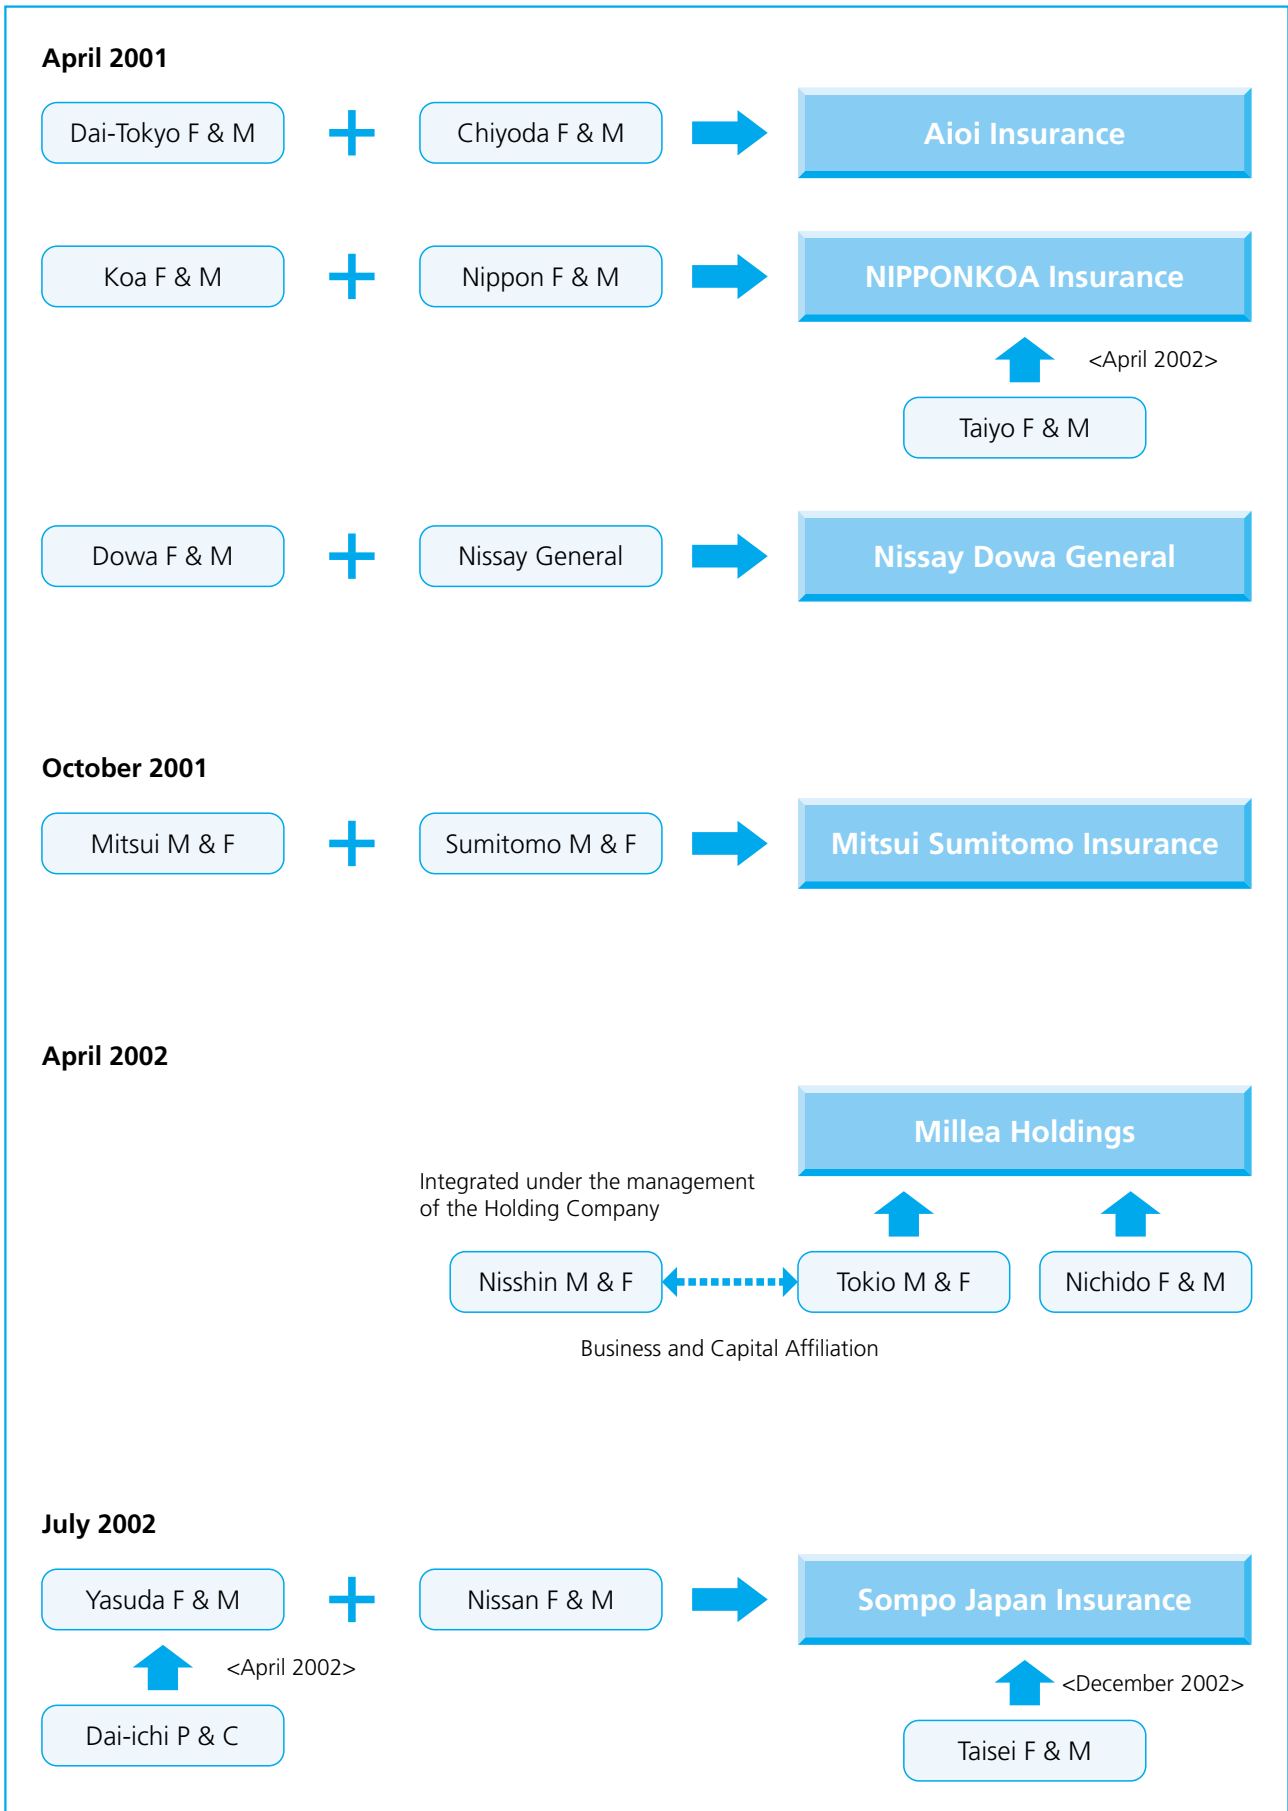 April 2001
Dai-Tokyo F & M
Chiyoda F & M
Aioi Insurance
Koa F & M
Nippon F & M
NIPPONKOA Insurance
<April 2002>
Taiyo F & M
Dowa F & M
Nissay General
Nissay Dowa General
October 2001
Mitsui M & F
Sumitomo M & F
Mitsui Sumitomo Insurance
April 2002
Millea Holdings
Integrated under the management
of the Holding Company
Nisshin M & F
Tokio M & F
Nichido F & M
Business and Capital Affiliation
July 2002
Yasuda F & M
Nissan F & M
Sompo Japan Insurance
<April 2002>
<December 2002>
Dai-ichi P & C
Taisei F & M